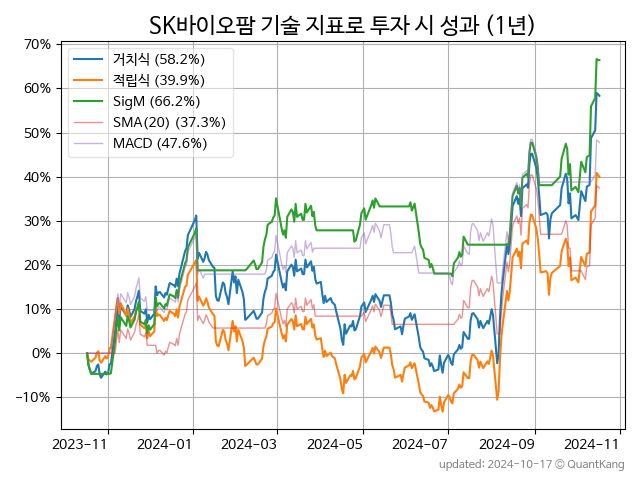 SK바이오팜 기술 지표로 투자 시 성과 (1년)
70%
60%
50%
40%
30%
20%
10%
0%
−10%
거치식 (58.2%)
적립식 (39.9%)
SigM (66.2%)
SMA(20) (37.3%)
MACD (47.6%)
2023-11
2024-01
2024-03
2024-05
2024-07
2024-09
2024-11
updated: 2024-10-17 © QuantKang